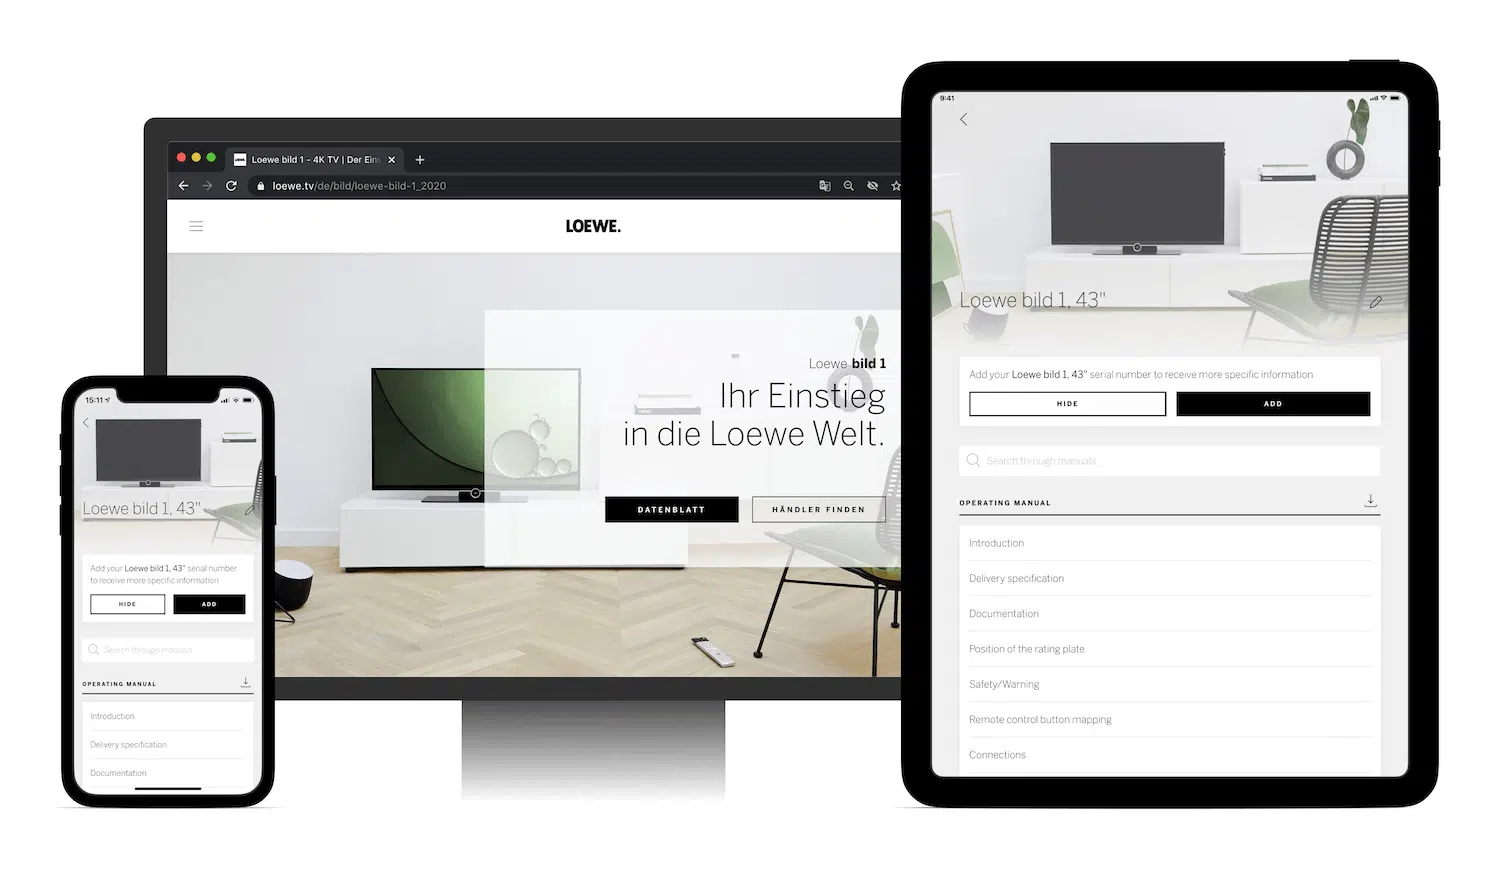 Loewe bild 1 - 4K TV | Der Ein
loewe.tv/de/bild/loewe-bild-1_2020
LOEWE.
Loewe bild 1
Ihr Einstieg
in die Loewe Welt.
DATENBLATT
HÄNDLER FINDEN
15:11
Loewe bild 1, 43"
Add your Loewe bild 1, 43" serial number
to receive more specific information
HIDE
ADD
Search through manuals
OPERATING MANUAL
Introduction
Delivery specification
Documentation
9:41
Loewe bild 1, 43"
Add your Loewe bild 1, 43" serial number to receive more specific information
HIDE
ADD
Search through manuals
OPERATING MANUAL
Introduction
Delivery specification
Documentation
Position of the rating plate
Safety/Warning
Remote control button mapping
Connections